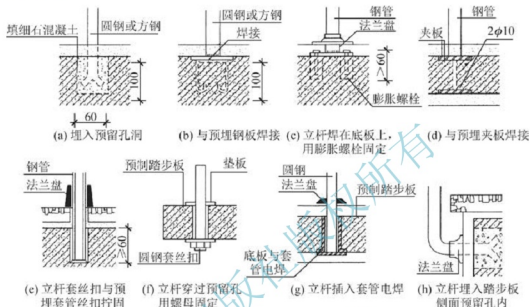 圆钢或方钢
填细石混凝土
100
60
(a) 埋入预留孔洞
圆钢或方钢
焊接
100
(b) 与预埋钢板焊接
钢管
法兰盘
>60
膨胀螺栓
(c) 立杆焊在底板上,
用膨胀螺栓固定
钢管
夹板
2φ10
(d) 与预埋夹板焊接
钢管
法兰盘
≥60
(e) 立杆套丝扣与预
埋套管丝扣拧固
预制踏步板
垫板
圆钢套丝扣
(f) 立杆穿过预留孔
用螺母固定
圆钢
法兰盘
预制踏步板
底板与套
管电焊
(g) 立杆插入套管电焊
法兰盘
(h) 立杆埋入踏步板
侧面预留孔内
版权所有